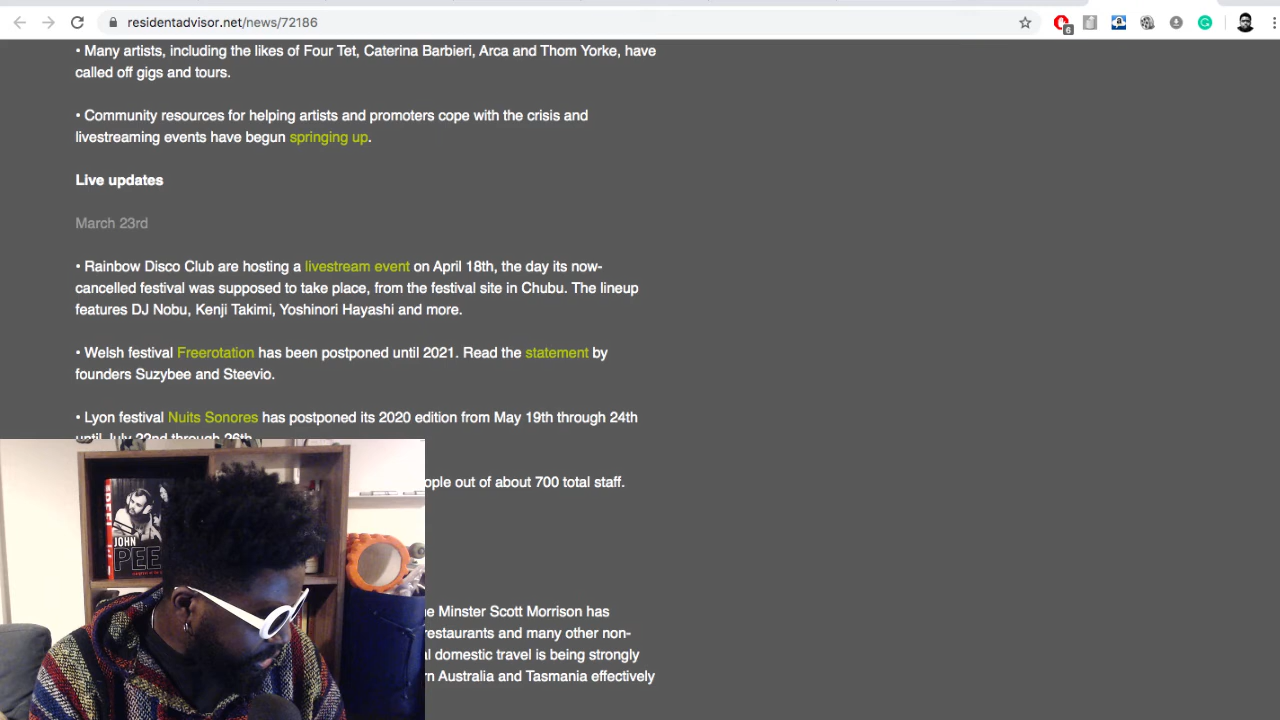 residentadvisor.net/news/72186
6
• Many artists, including the likes of Four Tet, Caterina Barbieri, Arca and Thom Yorke, have
called off gigs and tours.
• Community resources for helping artists and promoters cope with the crisis and
livestreaming events have begun springing up.
Live updates
March 23rd
• Rainbow Disco Club are hosting a livestream event on April 18th, the day its now-
cancelled festival was supposed to take place, from the festival site in Chubu. The lineup
features DJ Nobu, Kenji Takimi, Yoshinori Hayashi and more.
• Welsh festival Freerotation has been postponed until 2021. Read the statement by
founders Suzybee and Steevio.
• Lyon festival Nuits Sonores has postponed its 2020 edition from May 19th through 24th
until July 22nd through 26th.
out of about 700 total staff.
Minster Scott Morrison has
restaurants and many other non-
domestic travel is being strongly
Australia and Tasmania effectively
JOHN
PEE